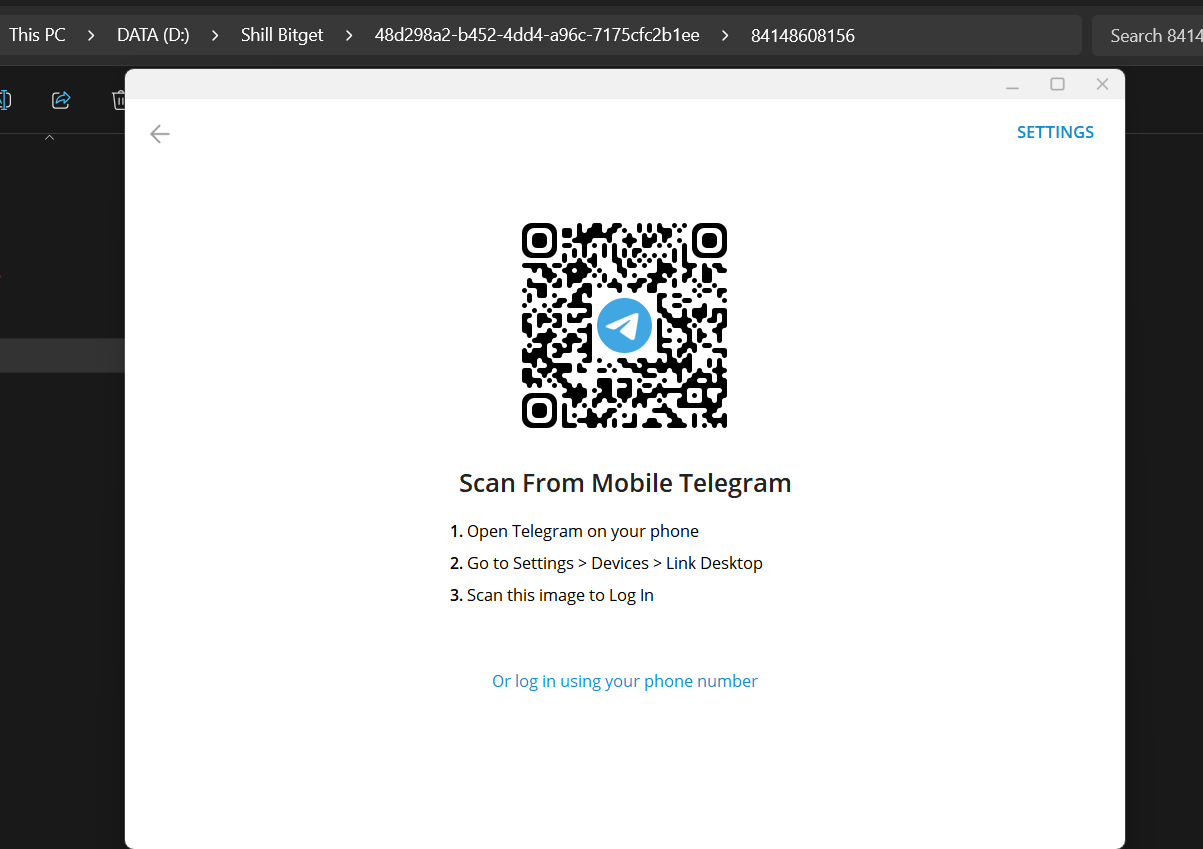 This PC > DATA (D:) > Shill Bitget > 48d298a2-b452-4dd4-a96c-7175cfc2b1ee > 84148608156
Search 8414
SETTINGS
Scan From Mobile Telegram
1. Open Telegram on your phone
2. Go to Settings > Devices > Link Desktop
3. Scan this image to Log In
Or log in using your phone number